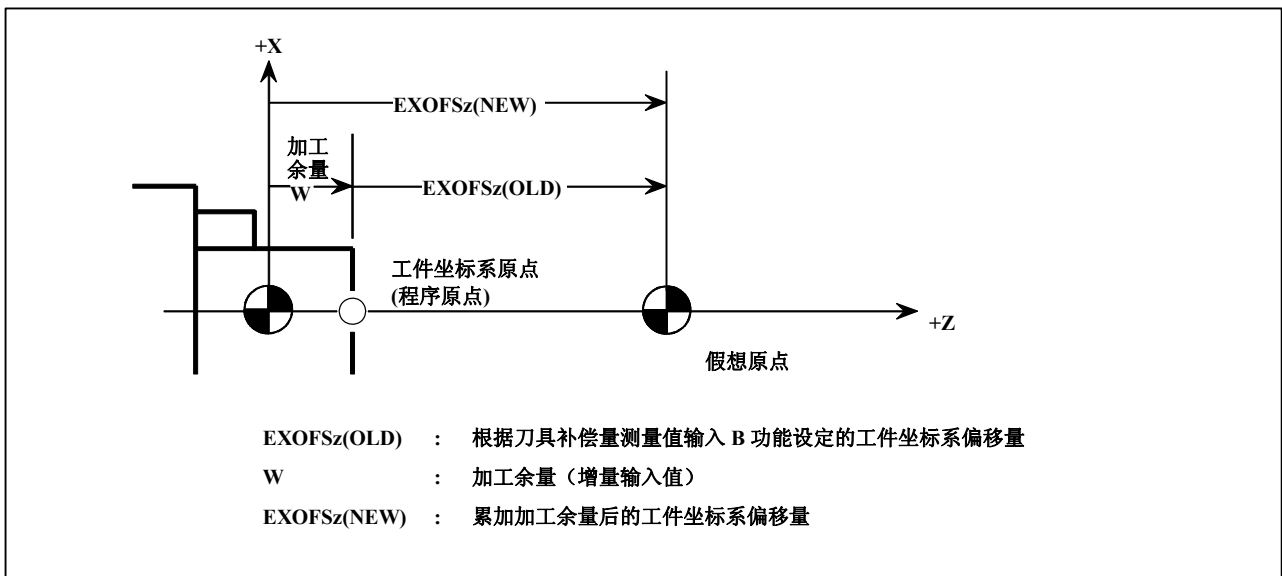 +X
EXOFSz(NEW)
加工
余量
W
EXOFSz(OLD)
工件坐标系原点
(程序原点)
+Z
假想原点
EXOFSz(OLD) : 根据刀具补偿量测量值输入 B 功能设定的工件坐标系偏移量
W : 加工余量（增量输入值）
EXOFSz(NEW) : 累加加工余量后的工件坐标系偏移量